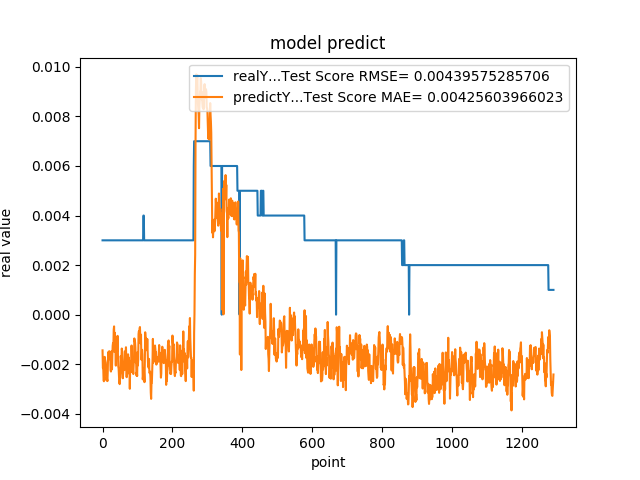 model predict
realY...Test Score RMSE= 0.00439575285706
predictY...Test Score MAE= 0.00425603966023
real value
0.010
0.008
0.006
0.004
0.002
0.000
−0.002
−0.004
0 200 400 600 800 1000 1200
point